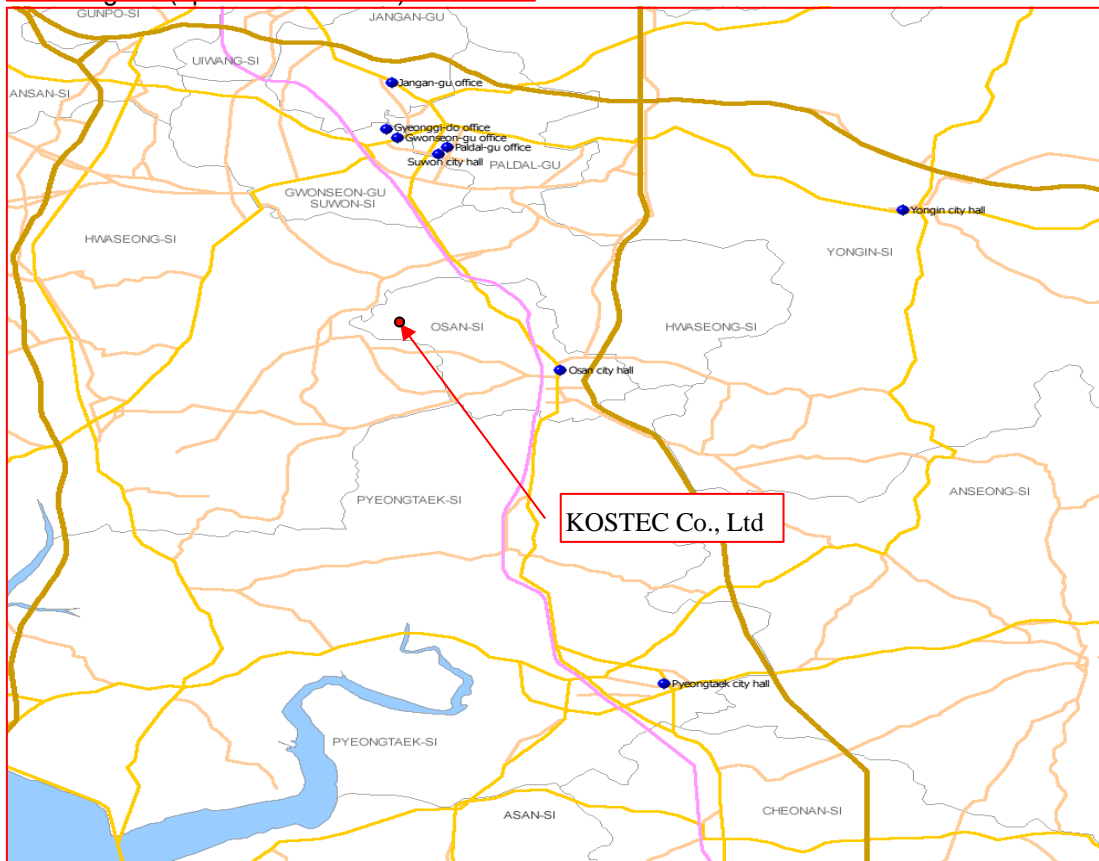 GUNPO-SI
JANGAN-GU
UIWANG-SI
Jangan-gu office
ANSAN-SI
Gyeonggi-do office
Gwonseon-gu office
Paldal-gu office
Suwon city hall
PALDAL-GU
GWONSEON-GU
SUWON-SI
Yongin city hall
HWASEONG-SI
YONGIN-SI
OSAN-SI
HWASEONG-SI
Osan city hall
PYEONGTAEK-SI
ANSEONG-SI
KOSTEC Co., Ltd
Pyeongtaek city hall
PYEONGTAEK-SI
ASAN-SI
CHEONAN-SI